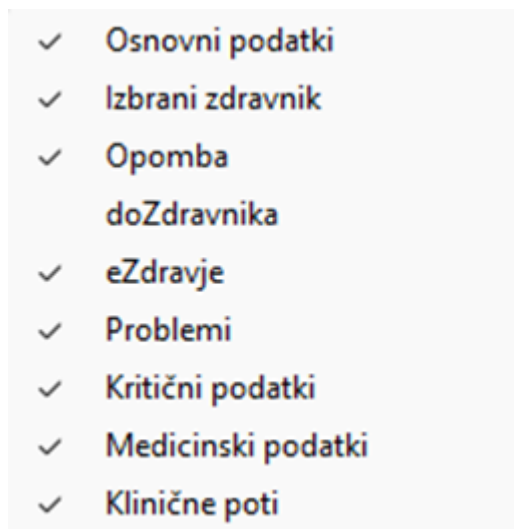 Osnovni podatki
Izbrani zdravnik
Opomba
doZdravnika
eZdravje
Problemi
Kritični podatki
Medicinski podatki
Klinične poti